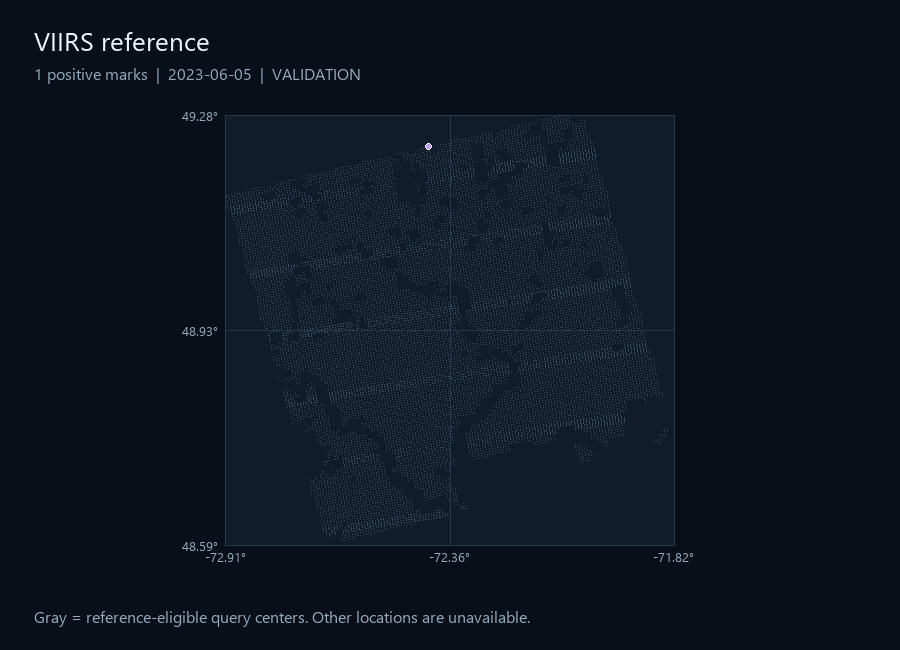 VIIRS reference
1 positive marks | 2023-06-05 | VALIDATION
49.28°
48.93°
48.59°
-72.91°
-72.36°
-71.82°
Gray = reference-eligible query centers. Other locations are unavailable.